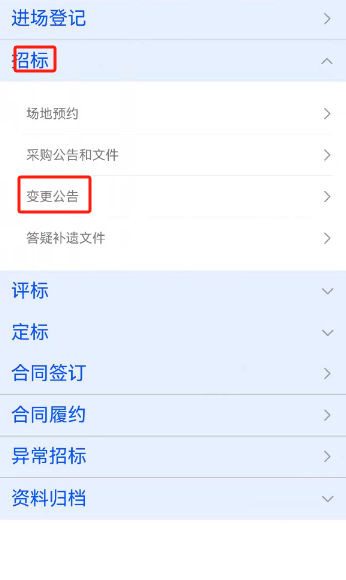 进场登记
招标
场地预约
采购公告和文件
变更公告
答疑补遗文件
评标
定标
合同签订
合同履约
异常招标
资料归档